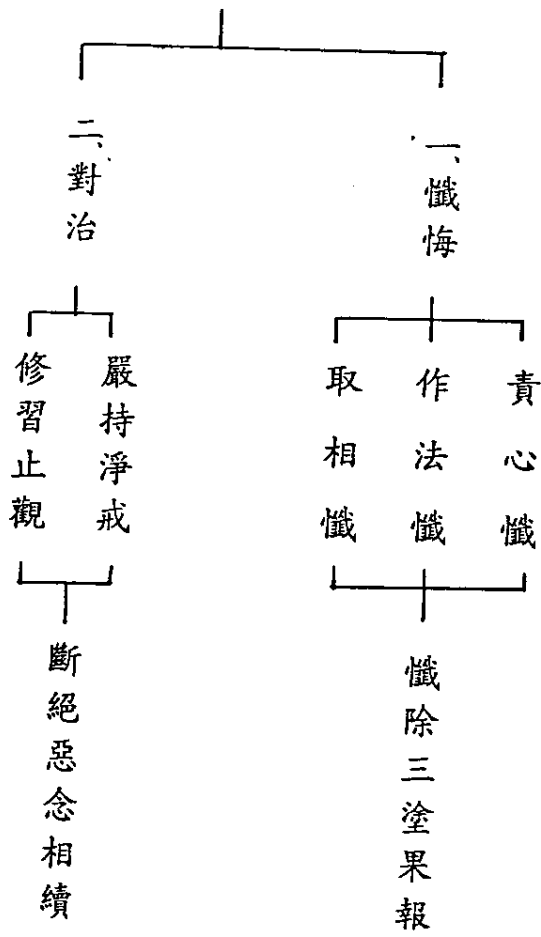 一、懺悔
責心懺
作法懺
取相懺
懺除三塗果報
二、對治
嚴持淨戒
修習止觀
斷絕惡念相續